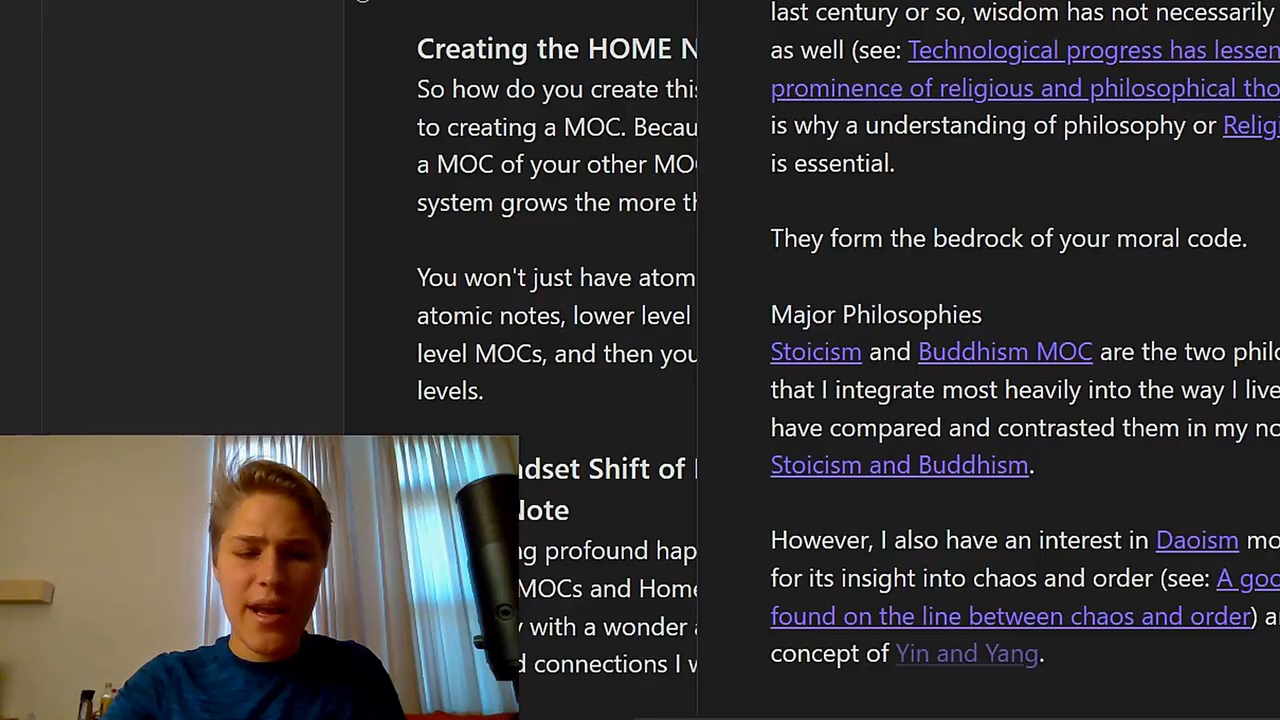 Creating the HOME N
So how do you create this
to creating a MOC. Becau
a MOC of your other MO
system grows the more th
You won't just have atom
atomic notes, lower level
level MOCs, and then you
levels.
ndset Shift of
Note
ng profound hap
MOCs and Home
with a wonder
d connections I w
last century or so, wisdom has not necessarily
as well (see: Technological progress has lessen
prominence of religious and philosophical tho
is why a understanding of philosophy or Relig
is essential.
They form the bedrock of your moral code.
Major Philosophies
Stoicism and Buddhism MOC are the two philo
that I integrate most heavily into the way I live
have compared and contrasted them in my no
Stoicism and Buddhism.
However, I also have an interest in Daoism mo
for its insight into chaos and order (see: A goo
found on the line between chaos and order) a
concept of Yin and Yang.